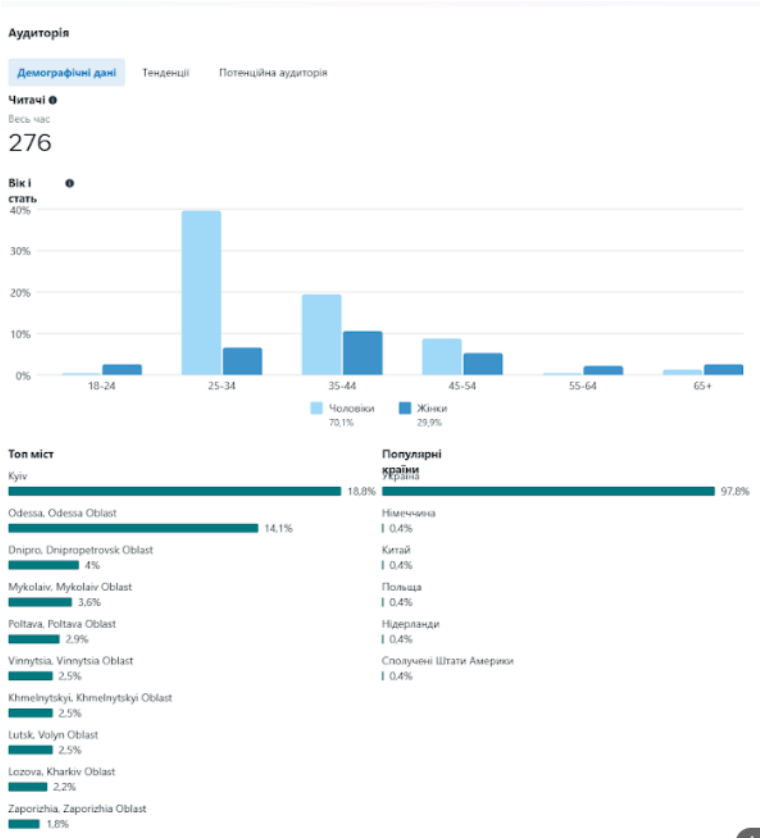 Аудиторія
Демографічні дані Тенденції Потенційна аудиторія
Читачі
Весь час
276
Вік і
стать
40%
30%
20%
10%
0%
18-24 25-34 35-44 45-54 55-64 65+
Чоловіки Жінки
70,1% 29,9%
Топ міст
Kyiv
18,8%
Odessa, Odessa Oblast
14,1%
Dnipro, Dnipropetrovsk Oblast
4%
Mykolaiv, Mykolaiv Oblast
3,6%
Poltava, Poltava Oblast
2,9%
Vinnytsia, Vinnytsia Oblast
2,5%
Khmelnytskyi, Khmelnytskyi Oblast
2,5%
Lutsk, Volyn Oblast
2,5%
Lozova, Kharkiv Oblast
2,2%
Zaporizhia, Zaporizhia Oblast
1,8%
Популярні
країни
Україна
97,8%
Німеччина
0,4%
Китай
0,4%
Польща
0,4%
Нідерланди
0,4%
Сполучені Штати Америки
0,4%